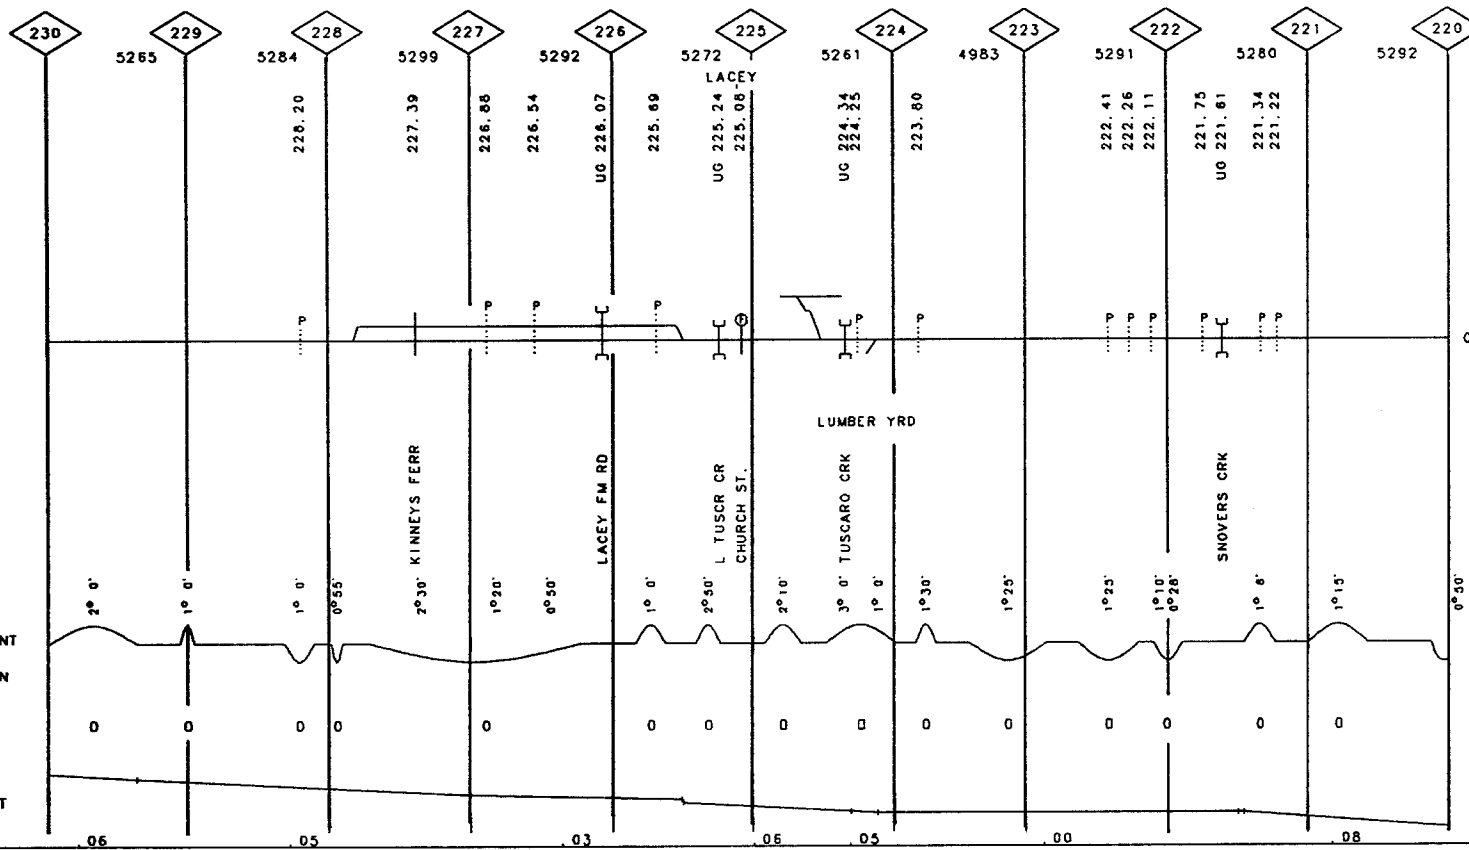 230 229 228 227 226 225 224 223 222 221 220
5265 5284 5299 5292 5272 5261 4983 5291 5280 5292
LACEY
228.20
227.39
226.88
226.54
UG 226.07
225.69
UG 225.24
225.08
UG 224.34
224.25
223.80
222.41
222.26
222.11
221.75
UG 221.61
221.34
221.22
P P P P P P P P P P P P P
LUMBER YRD
KINNEYS FERR
LACEY FM RD
L TUSCR CR
CHURCH ST.
TUSCARO CRK
SNOVERS CRK
2° 0' 1° 0' 1° 0' 0°55' 2°30' 1°20' 0°50' 1° 0' 2°50' 2°10' 3° 0' 1° 0' 1°30' 1°25' 1°25' 1°10' 0°26' 1° 8' 1°15' 0°50'
NT
N
0 0 0 0 0 0 0 0 0 0 0 0 0 0 0
T
.06 .05 .03 .06 .05 .00 .08